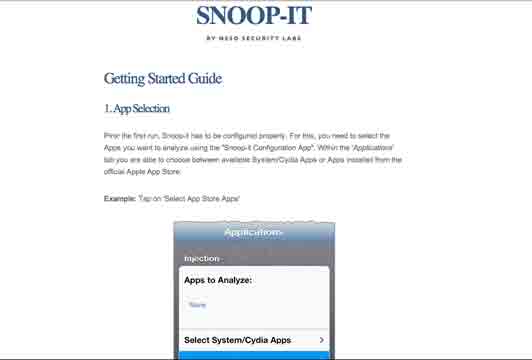 SNOOP-IT
BY NESO SECURITY LABS
Getting Started Guide
1. App Selection
Prior the first run, Snoop-it has to be configured properly. For this, you need to select the
Apps you want to analyze using the "Snoop-it Configuration App". Within the 'Applications'
tab you are able to choose between available System/Cydia Apps or Apps installed from the
official Apple App Store.
Example: Tap on 'Select App Store Apps'
Applications
Injection
Apps to Analyze:
None
Select System/Cydia Apps